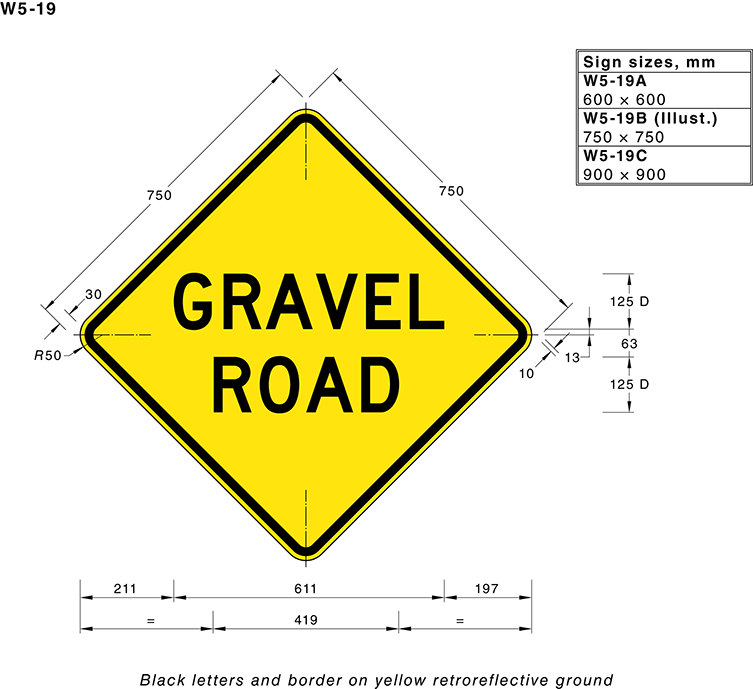 W5-19
Sign sizes, mm
W5-19A
600 × 600
W5-19B (Illust.)
750 × 750
W5-19C
900 × 900
750
750
30
R50
GRAVEL
ROAD
125 D
63
125 D
13
10
211
611
197
=
419
=
Black letters and border on yellow retroreflective ground